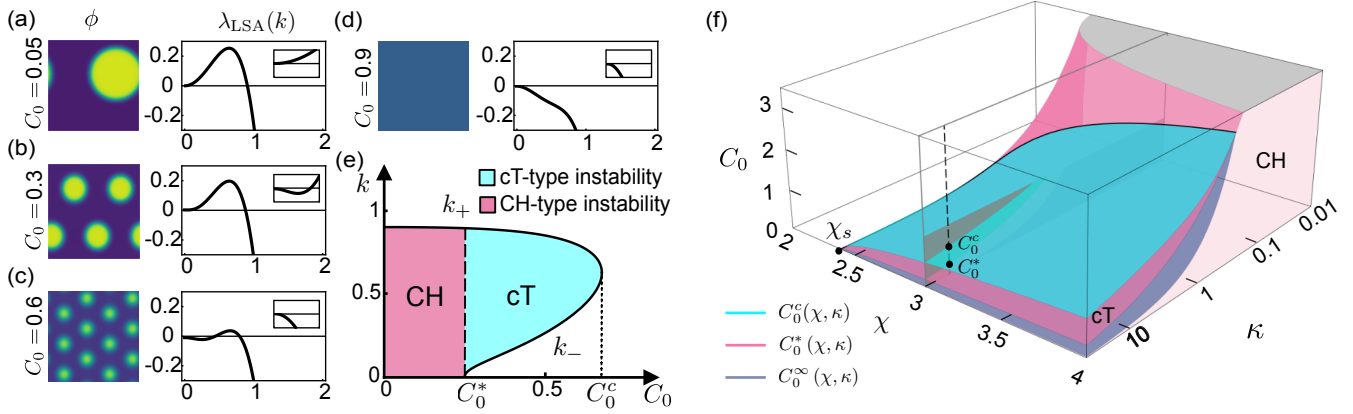 (a) ϕ λ_LSA(k)
C_0 = 0.05
0.2
0
-0.2
0 1 2
(b)
C_0 = 0.3
0.2
0
-0.2
0 1 2
(c)
C_0 = 0.6
0.2
0
-0.2
0 1 2
(d)
C_0 = 0.9
0.2
0
-0.2
0 1 2
(e)
k
cT-type instability
CH-type instability
k_+
1
0.5
0
CH
cT
k_−
0 C_0^* 0.5 C_0^c C_0
(f)
C_0
3
2
1
0
CH
cT
χ_s
C_0^c
C_0^*
2 2.5 3 3.5 4
χ
10 1 0.1 0.01
κ
C_0^c(χ, κ)
C_0^*(χ, κ)
C_0^∞(χ, κ)